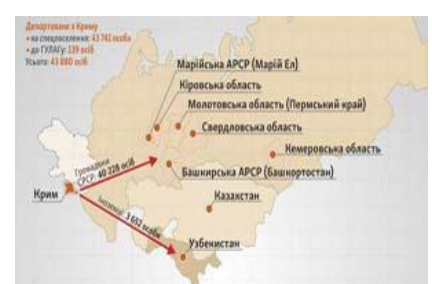 Депортовано з Криму
на спецпоселення: 43 741 особа
до ГУЛАГу: 139 осіб
Усього: 43 880 осіб
Марійська АРСР (Марій Ел)
Кіровська область
Молотовська область (Пермський край)
Свердловська область
Кемеровська область
Башкирська АРСР (Башкортостан)
Громадяни
СРСР: 40 228 осіб
Крим
Казахстан
Іноземці: 3 652 особи
Узбекистан